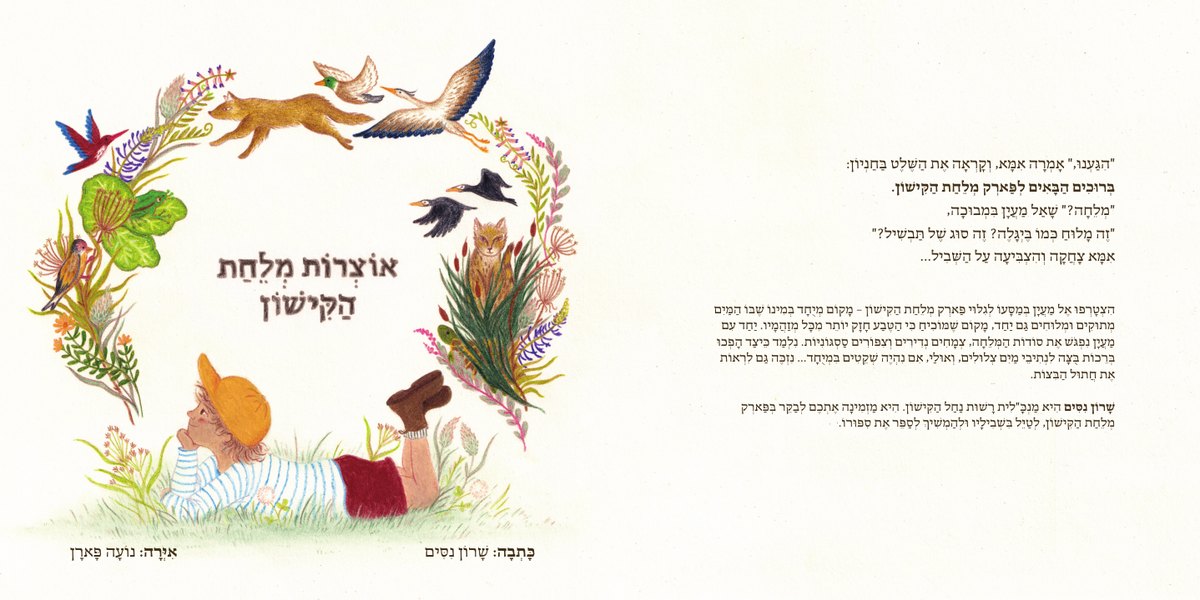 אוֹצְרוֹת מְלֵחַת
הַקִּישׁוֹן
כָּתְבָה: שָׁרוֹן נִסִּים
אִיְּרָה: נוֹעָה פָּארָן
"הִגַּעְנוּ," אָמְרָה אִמָּא, וְקָרְאָה אֶת הַשֶּׁלֶט בַּחַנְיוֹן:
בְּרוּכִים הַבָּאִים לְפַּארְק מְלֵחַת הַקִּישׁוֹן.
"מְלֵחָה?" שָׁאַל מַעֲיָן בִּמְבוּכָה,
"זֶה מָלוּחַ כְּמוֹ בֵּיְגָלֶה? זֶה סוּג שֶׁל תַּבְשִׁיל?"
אִמָּא צָחֲקָה וְהִצְבִּיעָה עַל הַשְּׁבִיל...
הִצְטָרְפוּ אֶל מַעֲיָן בְּמַסָּעוֹ לְגִלּוּי פַּארְק מְלֵחַת הַקִּישׁוֹן – מָקוֹם מְיֻחָד בְּמִינוֹ שֶׁבּוֹ הַמַּיִם
מְתוּקִים וּמְלוּחִים גַּם יַחַד, מָקוֹם שֶׁמּוֹכִיחַ כִּי הַטֶּבַע חָזָק יוֹתֵר מִכָּל מְזַהֲמָיו. יַחַד עִם
מַעֲיָן נִפְגֹּשׁ אֶת סוֹדוֹת הַמְּלֵחָה, צְמָחִים נְדִירִים וְצִפּוֹרִים סַסְגּוֹנִיּוֹת. נִלְמַד כֵּיצַד הָפְכוּ
בְּרֵכוֹת בֻּצָּה לִנְתִיבֵי מַיִם צְלוּלִים, וְאוּלַי, אִם נִהְיֶה שְׁקֵטִים בִּמְיֻחָד... נִזְכֶּה גַּם לִרְאוֹת
אֶת חֲתוּל הַבִּצּוֹת.
שָׁרוֹן נִסִּים הִיא מַנְכָּ"לִית רָשׁוּת נַחַל הַקִּישׁוֹן. הִיא מַזְמִינָה אֶתְכֶם לְבַקֵּר בְּפַּארְק
מְלֵחַת הַקִּישׁוֹן, לְטַיֵּל בִּשְׁבִילָיו וּלְהַמְשִׁיךְ לְסַפֵּר אֶת סִפּוּרוֹ.